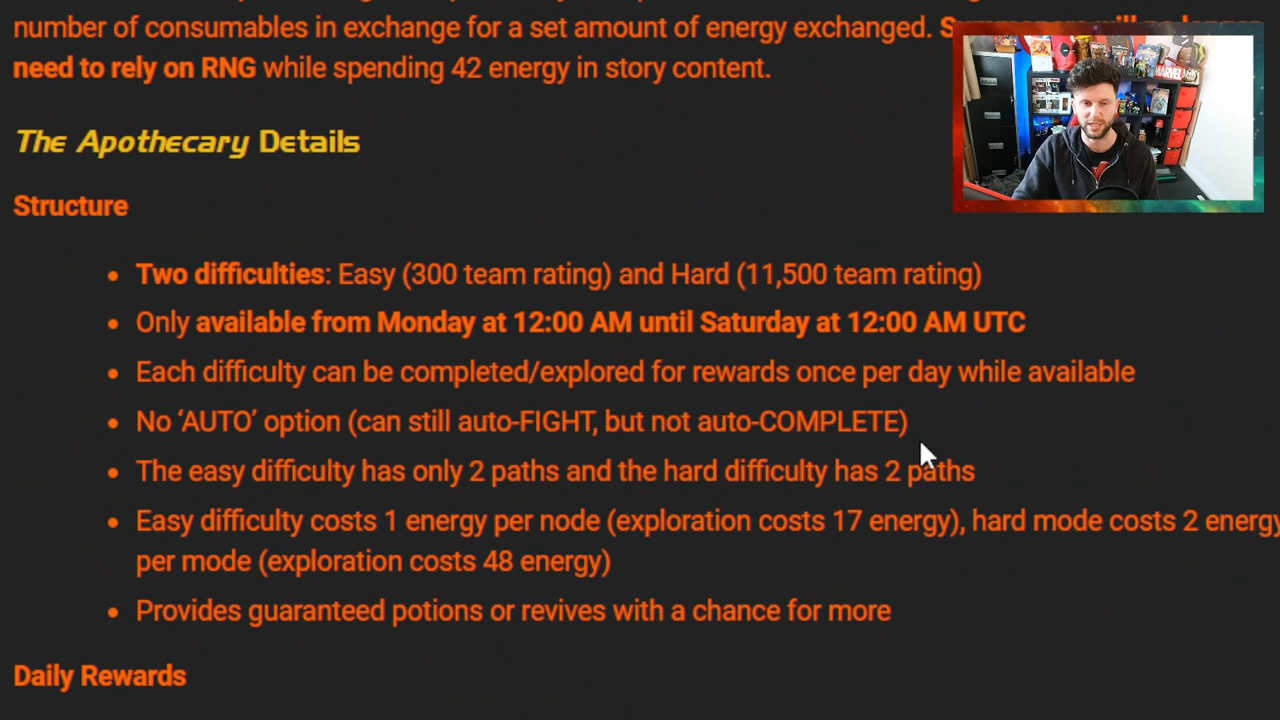 number of consumables in exchange for a set amount of energy exchanged.
need to rely on RNG while spending 42 energy in story content.
The Apothecary Details
Structure
• Two difficulties: Easy (300 team rating) and Hard (11,500 team rating)
• Only available from Monday at 12:00 AM until Saturday at 12:00 AM UTC
• Each difficulty can be completed/explored for rewards once per day while available
• No ‘AUTO’ option (can still auto-FIGHT, but not auto-COMPLETE)
• The easy difficulty has only 2 paths and the hard difficulty has 2 paths
• Easy difficulty costs 1 energy per node (exploration costs 17 energy), hard mode costs 2 energy
per mode (exploration costs 48 energy)
• Provides guaranteed potions or revives with a chance for more
Daily Rewards
MARVEL